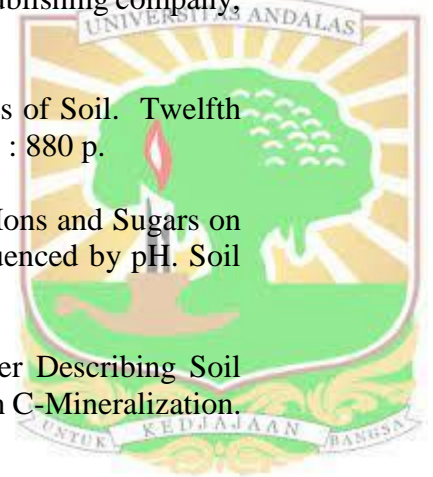 ublishing company,
UNIVERSITAS ANDALAS
s of Soil. Twelfth
: 880 p.
Ions and Sugars on
uenced by pH. Soil
er Describing Soil
n C-Mineralization.
UNTUK KEDJAJAAN BANGSA